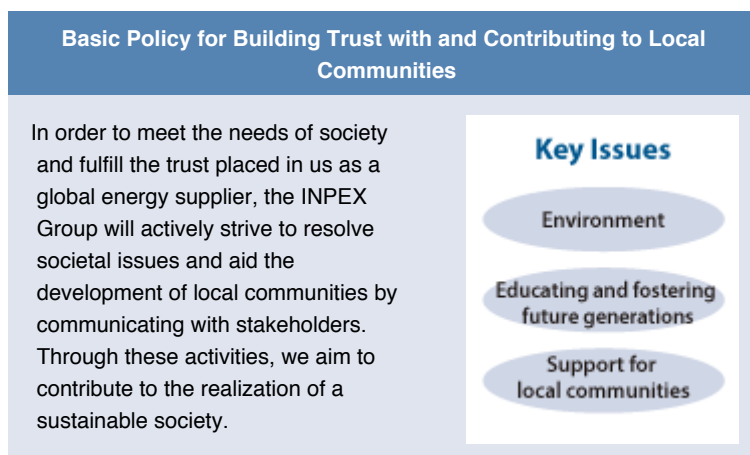 Basic Policy for Building Trust with and Contributing to Local
Communities
In order to meet the needs of society
and fulfill the trust placed in us as a
global energy supplier, the INPEX
Group will actively strive to resolve
societal issues and aid the
development of local communities by
communicating with stakeholders.
Through these activities, we aim to
contribute to the realization of a
sustainable society.
Key Issues
Environment
Educating and fostering
future generations
Support for
local communities